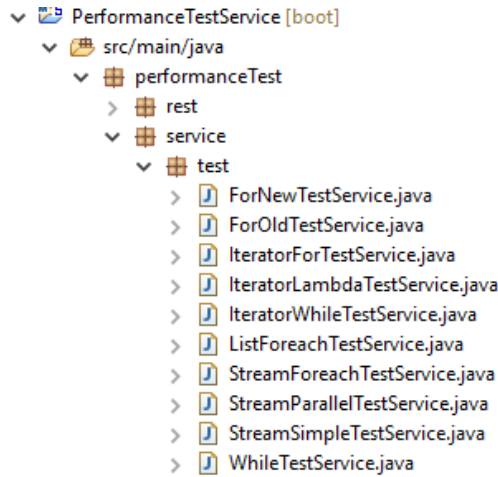 PerformanceTestService [boot]
src/main/java
performanceTest
rest
service
test
ForNewTestService.java
ForOldTestService.java
IteratorForTestService.java
IteratorLambdaTestService.java
IteratorWhileTestService.java
ListForeachTestService.java
StreamForeachTestService.java
StreamParallelTestService.java
StreamSimpleTestService.java
WhileTestService.java